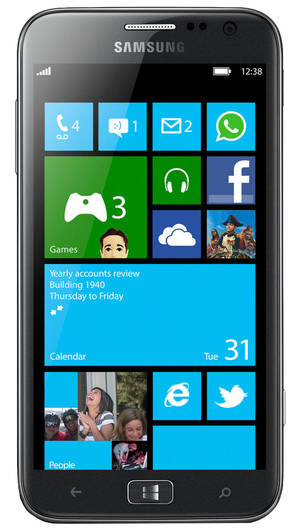 SAMSUNG
12:38
4
1
2
3
Games
Yearly accounts review
Building 1940
Thursday to Friday
Calendar
Tue 31
People